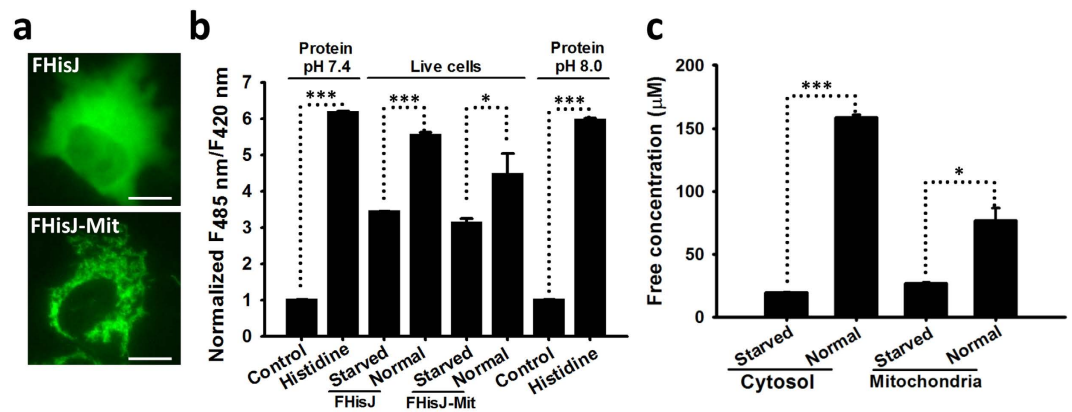 a
FHisJ
FHisJ-Mit
b
Protein
pH 7.4
Live cells
Protein
pH 8.0
Normalized F485 nm/F420 nm
7
6
5
4
3
2
1
0
***
***
*
***
Control
Histidine
Starved
Normal
Starved
Normal
Control
Histidine
FHisJ
FHisJ-Mit
c
Free concentration (μM)
200
150
100
50
0
***
*
Starved
Normal
Starved
Normal
Cytosol
Mitochondria